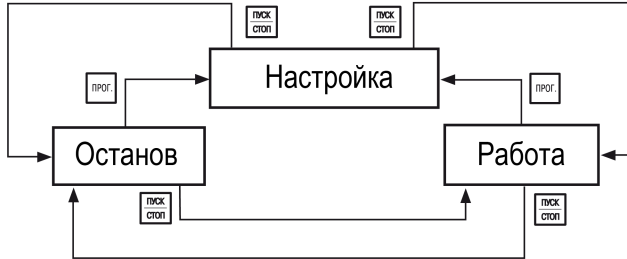 ПУСК
СТОП
ПУСК
СТОП
Настройка
ПРОГ.
ПРОГ.
Останов
Работа
ПУСК
СТОП
ПУСК
СТОП